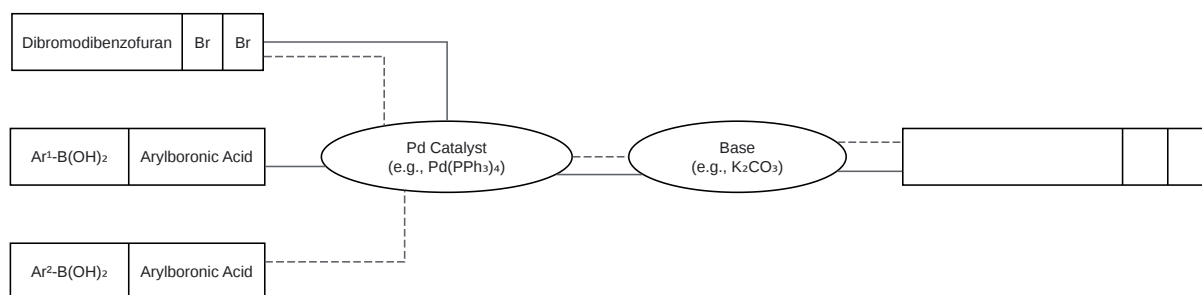 Dibromodibenzofuran Br Br
Ar¹-B(OH)₂ Arylboronic Acid
Pd Catalyst
(e.g., Pd(PPh₃)₄)
Base
(e.g., K₂CO₃)
Ar²-B(OH)₂ Arylboronic Acid